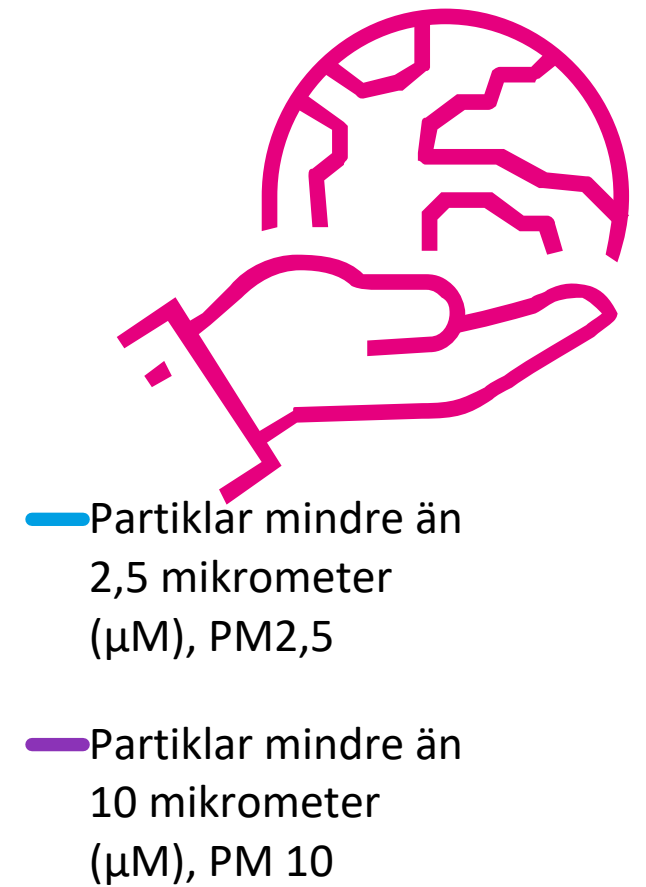 Partiklar mindre än
2,5 mikrometer
(µM), PM2,5
Partiklar mindre än
10 mikrometer
(µM), PM 10